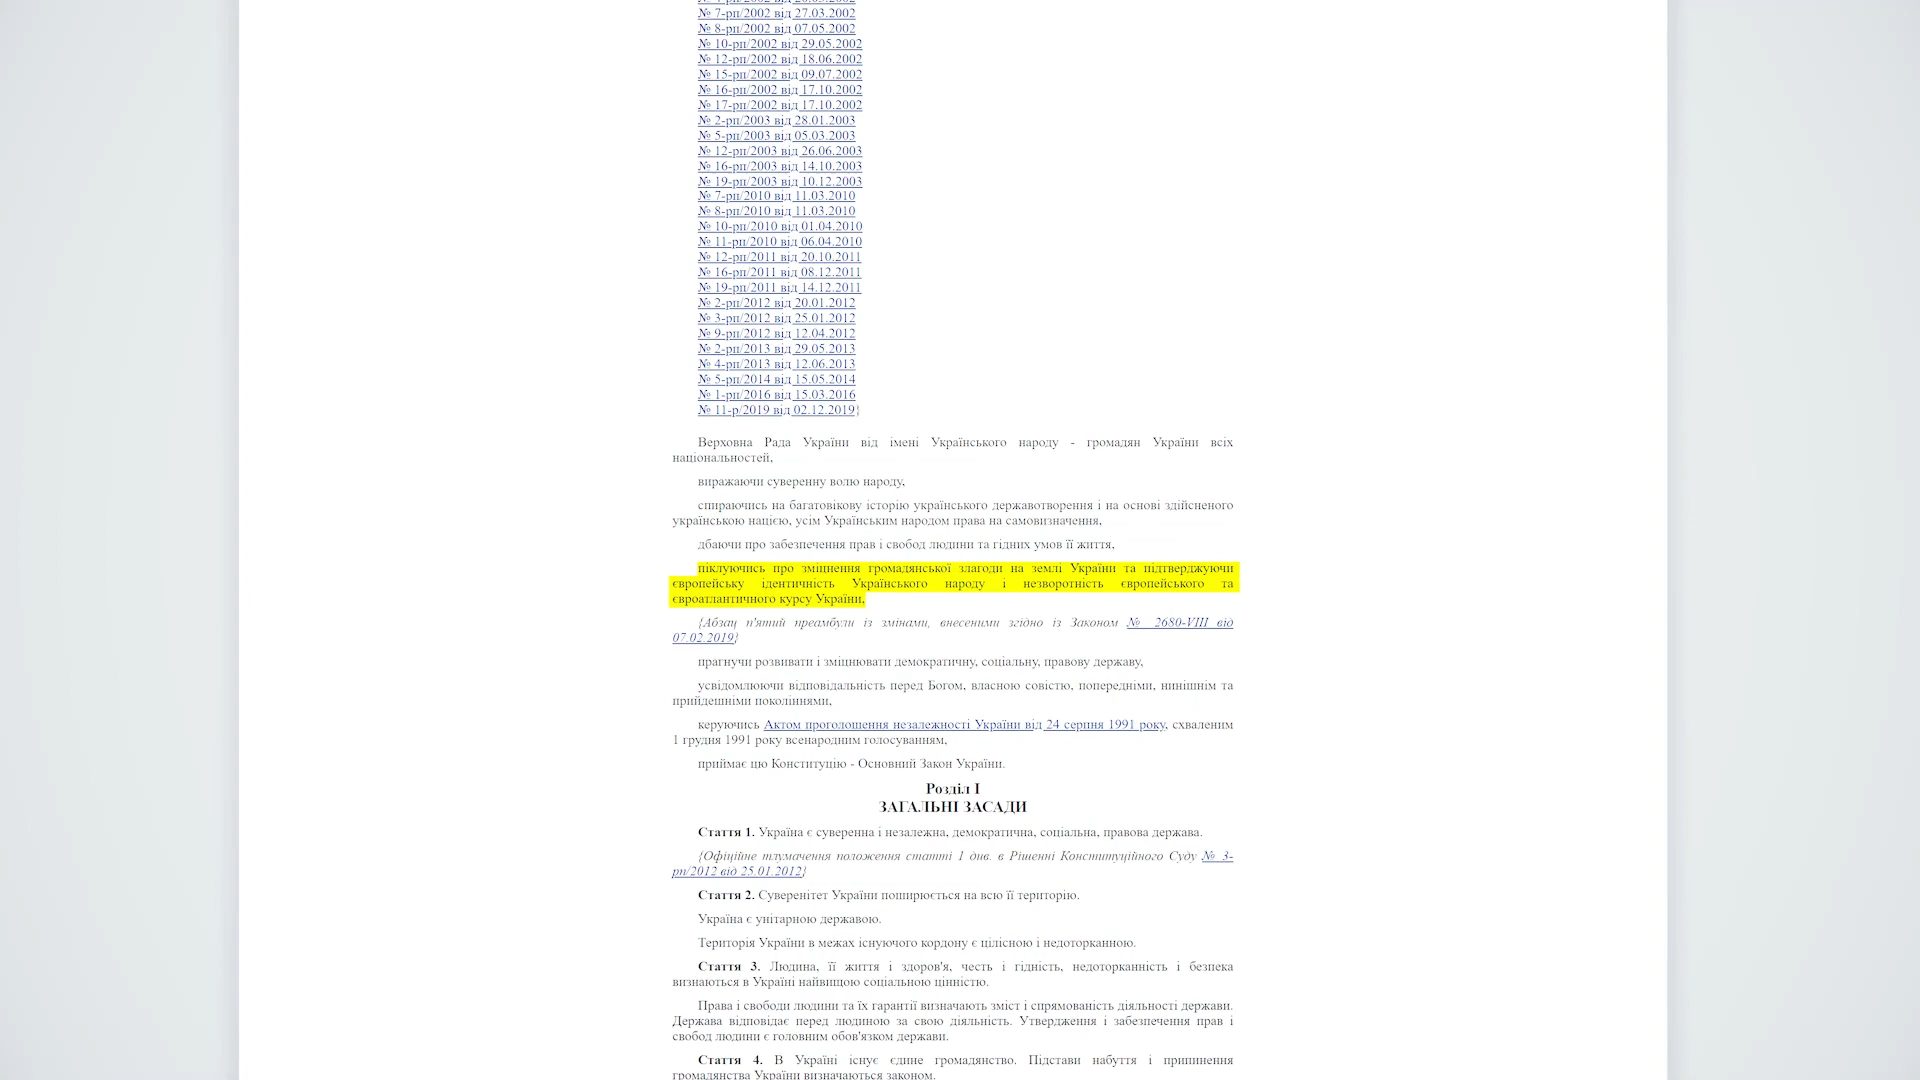 № 7-рп/2002 від 27.03.2002
№ 8-рп/2002 від 07.05.2002
№ 10-рп/2002 від 29.05.2002
№ 12-рп/2002 від 18.06.2002
№ 15-рп/2002 від 09.07.2002
№ 16-рп/2002 від 17.10.2002
№ 17-рп/2002 від 17.10.2002
№ 2-рп/2003 від 28.01.2003
№ 5-рп/2003 від 05.03.2003
№ 12-рп/2003 від 26.06.2003
№ 16-рп/2003 від 14.10.2003
№ 19-рп/2003 від 10.12.2003
№ 7-рп/2010 від 11.03.2010
№ 8-рп/2010 від 11.03.2010
№ 10-рп/2010 від 01.04.2010
№ 11-рп/2010 від 06.04.2010
№ 12-рп/2011 від 20.10.2011
№ 16-рп/2011 від 08.12.2011
№ 19-рп/2011 від 14.12.2011
№ 2-рп/2012 від 20.01.2012
№ 3-рп/2012 від 25.01.2012
№ 9-рп/2012 від 12.04.2012
№ 2-рп/2013 від 29.05.2013
№ 4-рп/2013 від 12.06.2013
№ 5-рп/2014 від 15.05.2014
№ 1-рп/2016 від 15.03.2016
№ 11-р/2019 від 02.12.2019}
Верховна Рада України від імені Українського народу - громадян України всіх
національностей,
виражаючи суверенну волю народу,
спираючись на багатовікову історію українського державотворення і на основі здійсненого
українською нацією, усім Українським народом права на самовизначення,
дбаючи про забезпечення прав і свобод людини та гідних умов її життя,
піклуючись про зміцнення громадянської злагоди на землі України та підтверджуючи
європейську ідентичність Українського народу і незворотність європейського та
євроатлантичного курсу України,
{Абзац п'ятий преамбули із змінами, внесеними згідно із Законом № 2680-VIII від
07.02.2019}
прагнучи розвивати і зміцнювати демократичну, соціальну, правову державу,
усвідомлюючи відповідальність перед Богом, власною совістю, попередніми, нинішнім та
прийдешніми поколіннями,
керуючись Актом проголошення незалежності України від 24 серпня 1991 року, схваленим
1 грудня 1991 року всенародним голосуванням,
приймає цю Конституцію - Основний Закон України.
Розділ I
ЗАГАЛЬНІ ЗАСАДИ
Стаття 1. Україна є суверенна і незалежна, демократична, соціальна, правова держава.
{Офіційне тлумачення положення статті 1 див. в Рішенні Конституційного Суду № 3-
рп/2012 від 25.01.2012}
Стаття 2. Суверенітет України поширюється на всю її територію.
Україна є унітарною державою.
Територія України в межах існуючого кордону є цілісною і недоторканною.
Стаття 3. Людина, її життя і здоров'я, честь і гідність, недоторканність і безпека
визнаються в Україні найвищою соціальною цінністю.
Права і свободи людини та їх гарантії визначають зміст і спрямованість діяльності держави.
Держава відповідає перед людиною за свою діяльність. Утвердження і забезпечення прав і
свобод людини є головним обов'язком держави.
Стаття 4. В Україні існує єдине громадянство. Підстави набуття і припинення
громадянства України визначаються законом.